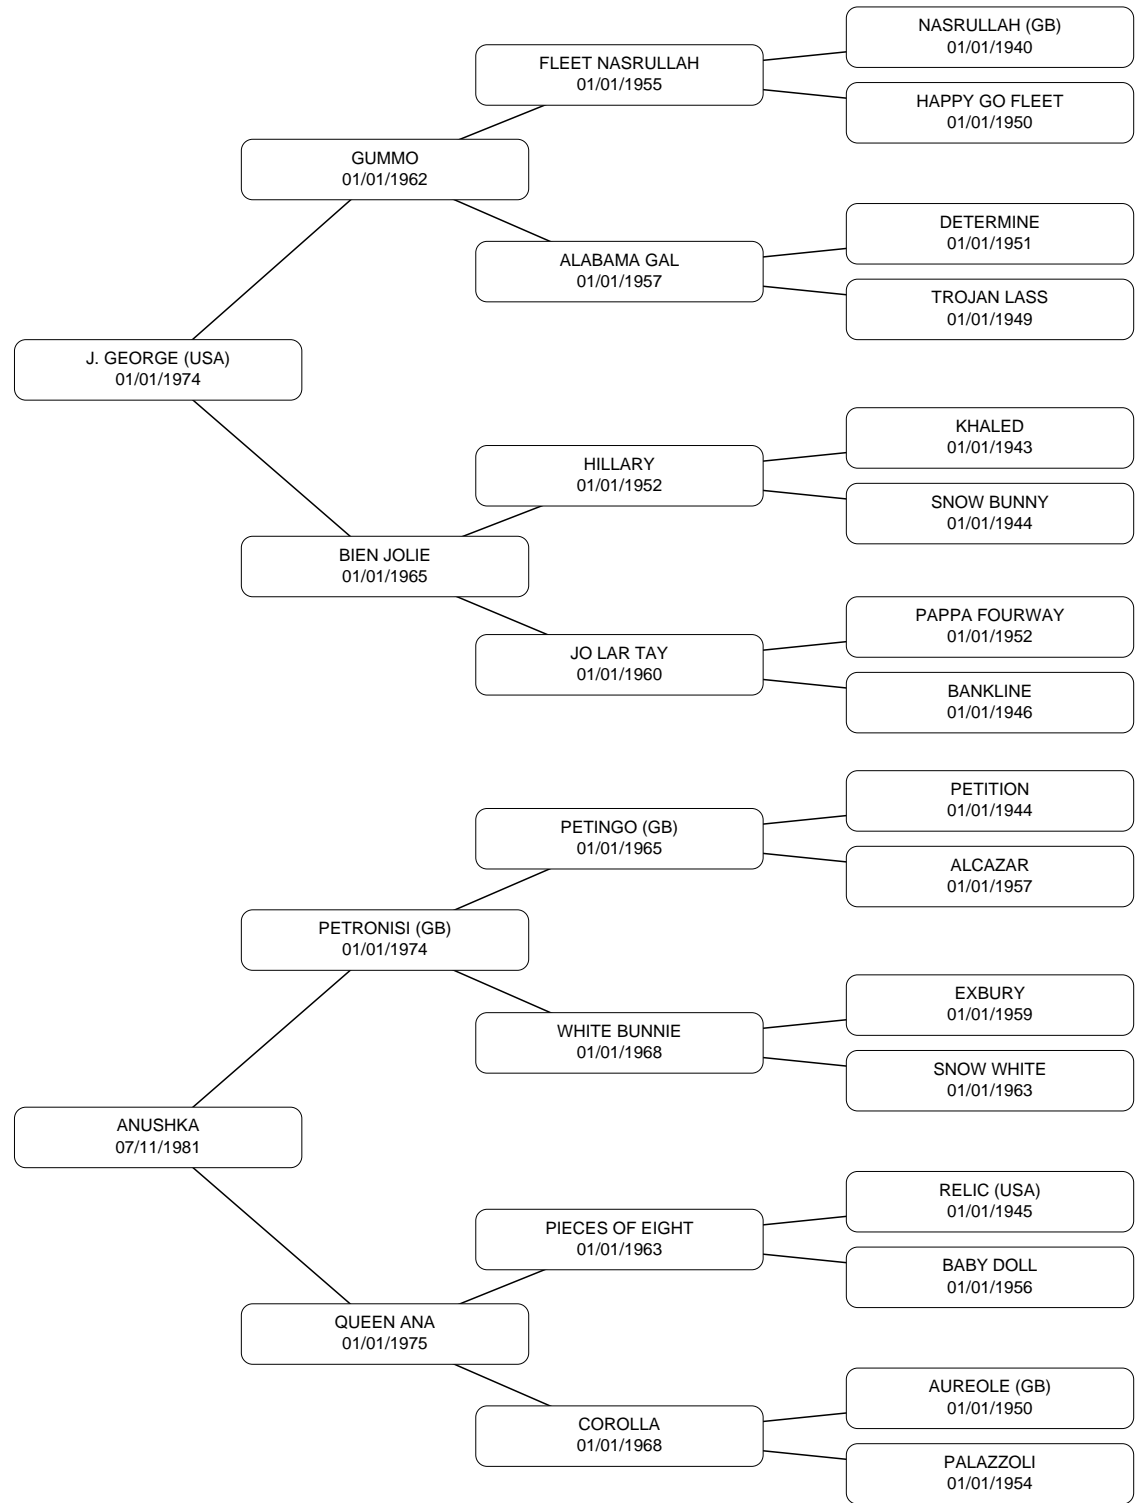 NASRULLAH (GB)
01/01/1940
FLEET NASRULLAH
01/01/1955
HAPPY GO FLEET
01/01/1950
GUMMO
01/01/1962
DETERMINE
01/01/1951
ALABAMA GAL
01/01/1957
TROJAN LASS
01/01/1949
J. GEORGE (USA)
01/01/1974
KHALED
01/01/1943
HILLARY
01/01/1952
SNOW BUNNY
01/01/1944
BIEN JOLIE
01/01/1965
PAPPA FOURWAY
01/01/1952
JO LAR TAY
01/01/1960
BANKLINE
01/01/1946
PETITION
01/01/1944
PETINGO (GB)
01/01/1965
ALCAZAR
01/01/1957
PETRONISI (GB)
01/01/1974
EXBURY
01/01/1959
WHITE BUNNIE
01/01/1968
SNOW WHITE
01/01/1963
ANUSHKA
07/11/1981
RELIC (USA)
01/01/1945
PIECES OF EIGHT
01/01/1963
BABY DOLL
01/01/1956
QUEEN ANA
01/01/1975
AUREOLE (GB)
01/01/1950
COROLLA
01/01/1968
PALAZZOLI
01/01/1954